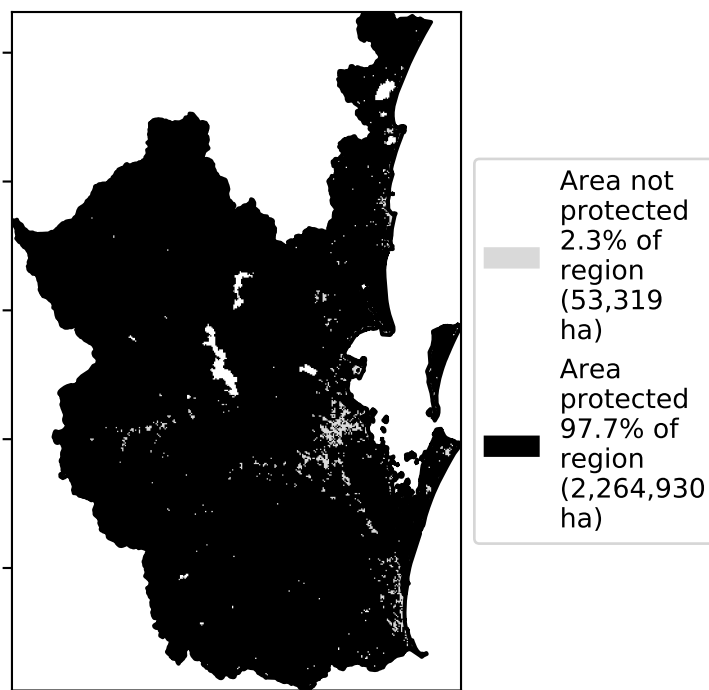 Area not
protected
2.3% of
region
(53,319
ha)
Area
protected
97.7% of
region
(2,264,930
ha)